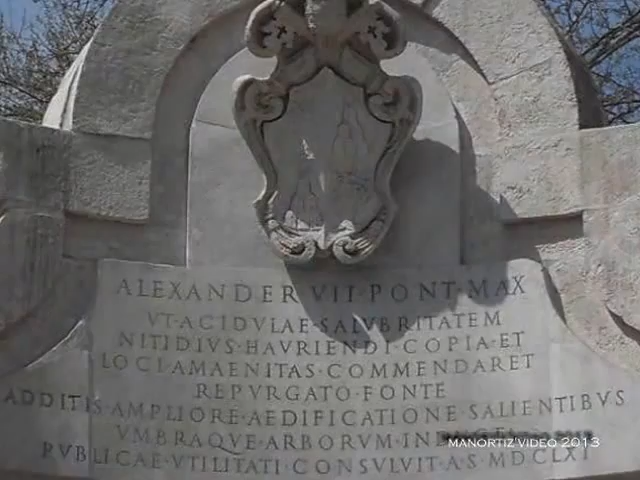 ALEXANDER VII·PONT·MAX
VT·ACIDVLAE·SALVBRITATEM
NITIDIVS·HAVRIENDI·COPIA·ET
LOCI AMAENITAS·COMMENDARET
REPVRGATO·FONTE
ADDITIS·AMPLIORE·AEDIFICATIONE·SALIENTIBVS
VMBRAQVE·ARBORVM·IN
PVBLICAE·VTILITATI·CONSVLVIT·A·S·MDCLXI
MANORTIZ VIDEO 2013